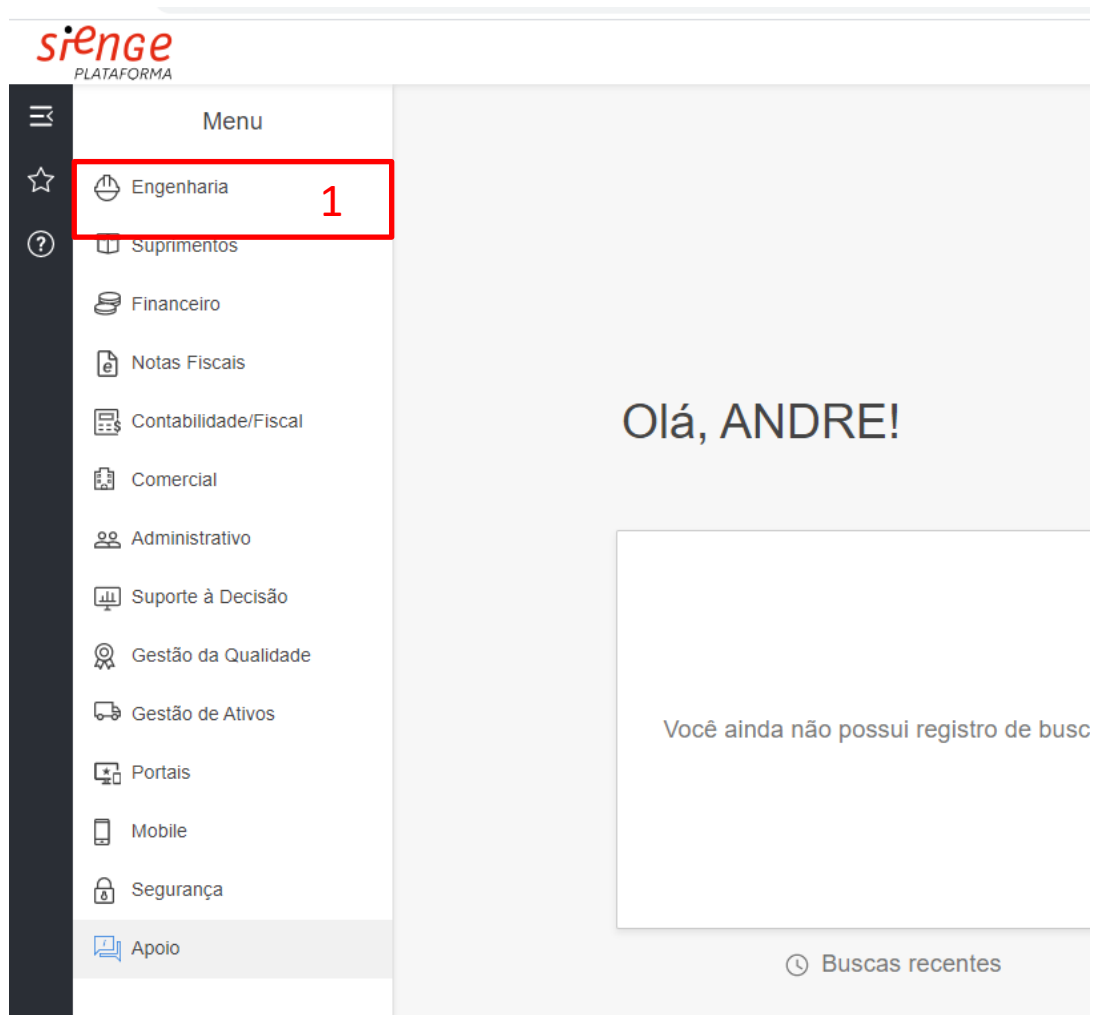 sienge
PLATAFORMA
Menu
Engenharia
1
Suprimentos
Financeiro
Notas Fiscais
Contabilidade/Fiscal
Comercial
Administrativo
Suporte à Decisão
Gestão da Qualidade
Gestão de Ativos
Portais
Mobile
Segurança
Apoio
Olá, ANDRE!
Você ainda não possui registro de busc
Buscas recentes